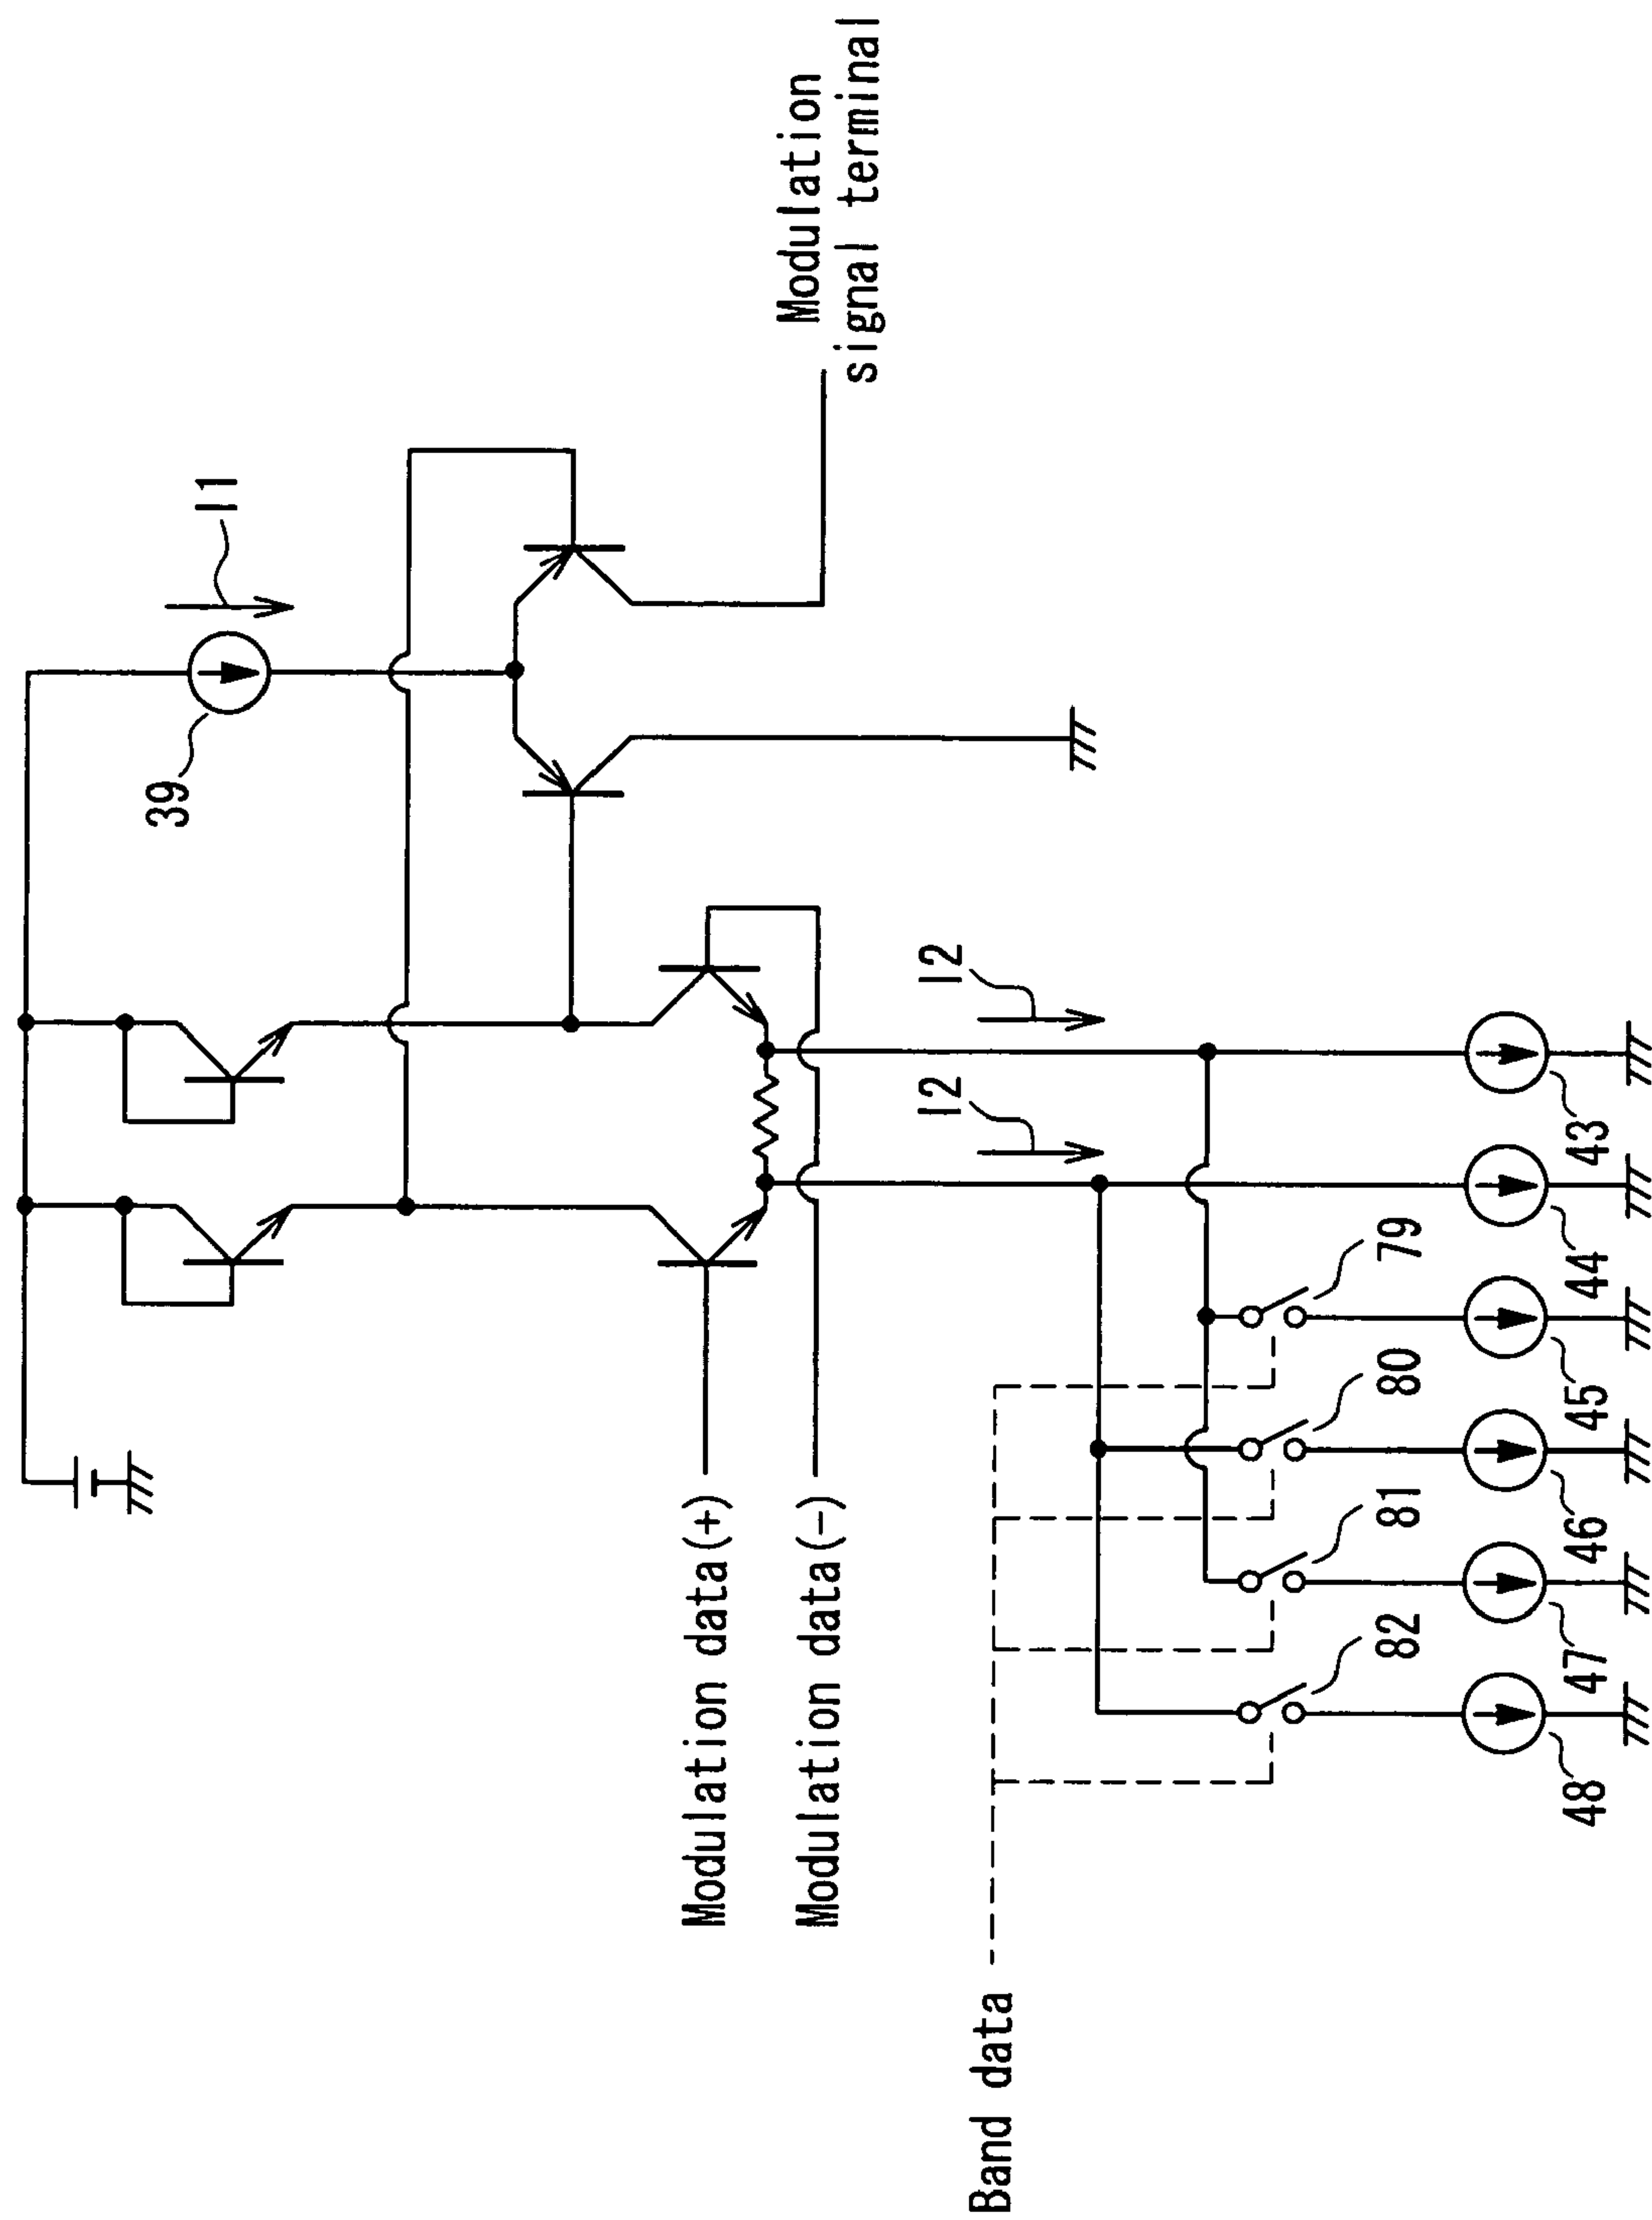 39
I1
Modulation
signal terminal
Modulation data(+)
Modulation data(-)
I2
I2
Band data
82
81
80
79
48
47
46
45
44
43